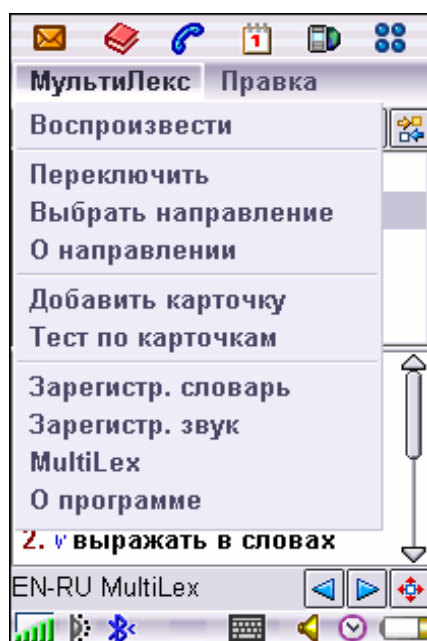 1
МультиЛекс Правка
Воспроизвести
Переключить
Выбрать направление
О направлении
Добавить карточку
Тест по карточкам
Зарегистр. словарь
Зарегистр. звук
MultiLex
О программе
2. v выражать в словах
EN-RU MultiLex